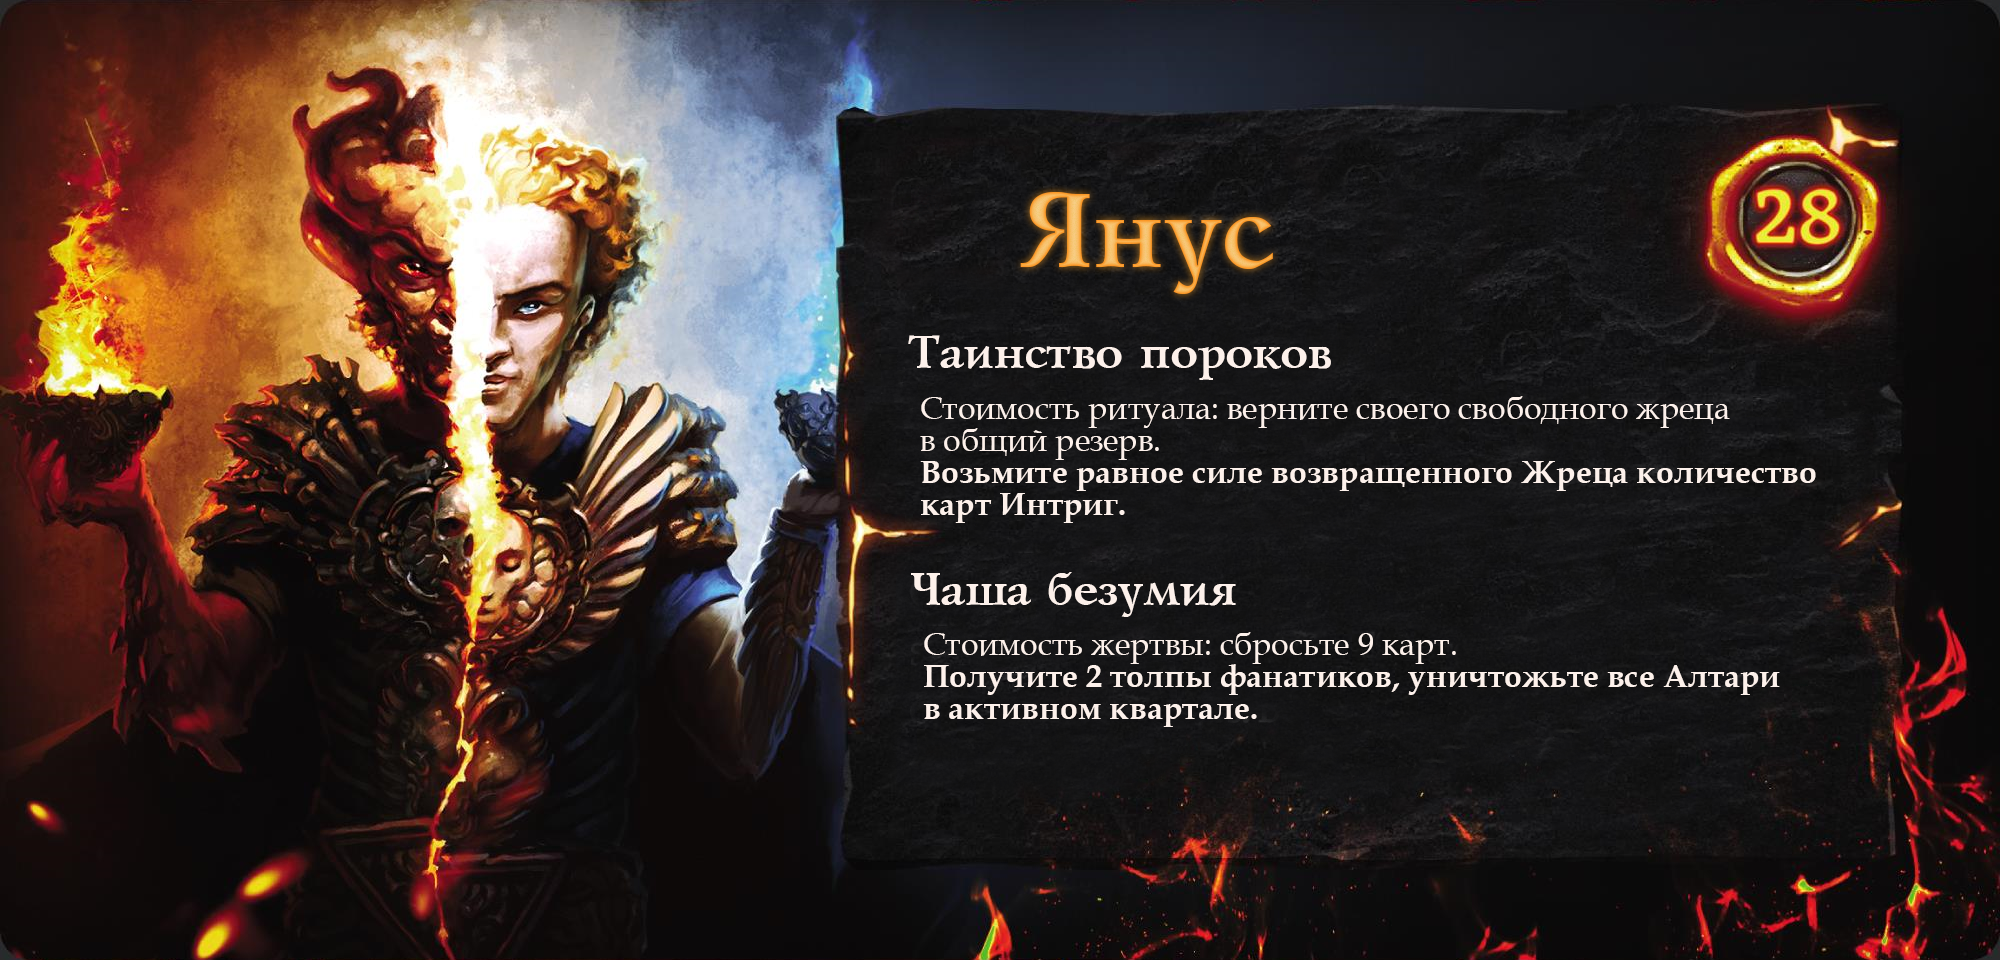 Янус
28
Таинство пороков
Стоимость ритуала: верните своего свободного жреца
в общий резерв.
Возьмите равное силе возвращенного Жреца количество
карт Интриг.
Чаша безумия
Стоимость жертвы: сбросьте 9 карт.
Получите 2 толпы фанатиков, уничтожьте все Алтари
в активном квартале.